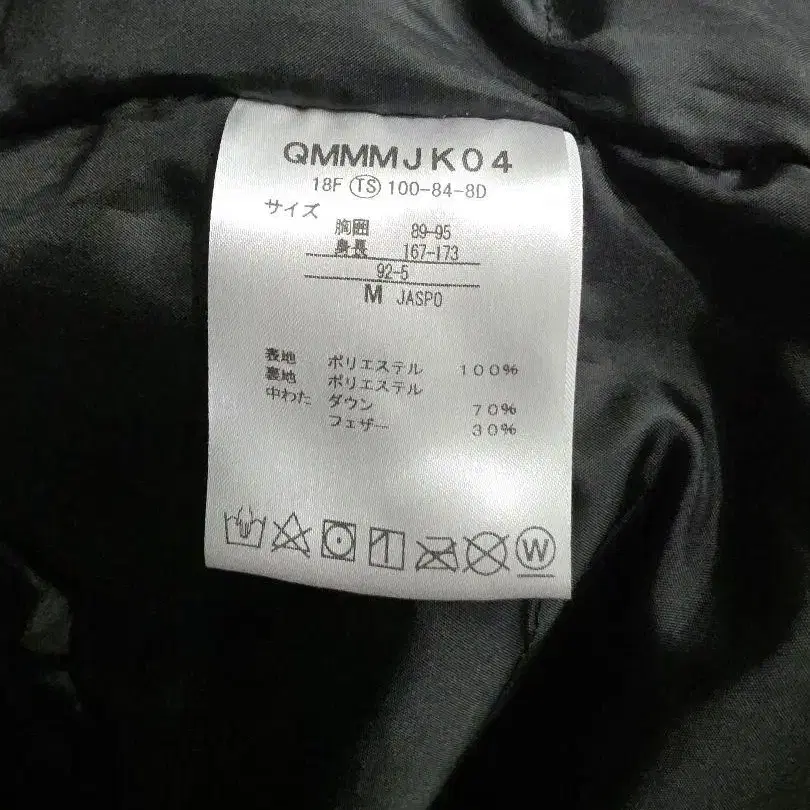 QMMMJK04
18F TS 100-84-8D
サイズ
胸囲 89-95
身長 167-173
92-5
M JASPO
表地 ポリエステル 100%
裏地 ポリエステル
中わた ダウン 70%
フェザー 30%
W